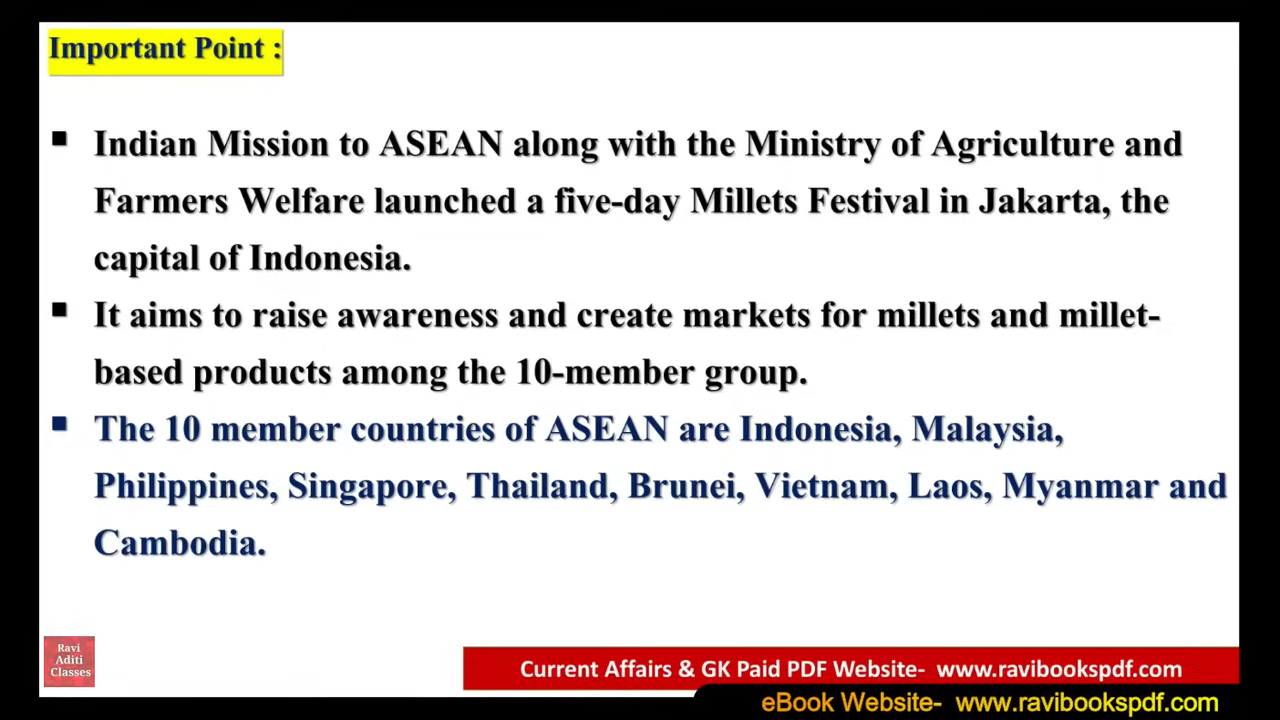 Important Point :
Indian Mission to ASEAN along with the Ministry of Agriculture and
Farmers Welfare launched a five-day Millets Festival in Jakarta, the
capital of Indonesia.
It aims to raise awareness and create markets for millets and millet-
based products among the 10-member group.
The 10 member countries of ASEAN are Indonesia, Malaysia,
Philippines, Singapore, Thailand, Brunei, Vietnam, Laos, Myanmar and
Cambodia.
Ravi
Aditi
Classes
Current Affairs & GK Paid PDF Website- www.ravibookspdf.com
eBook Website- www.ravibookspdf.com